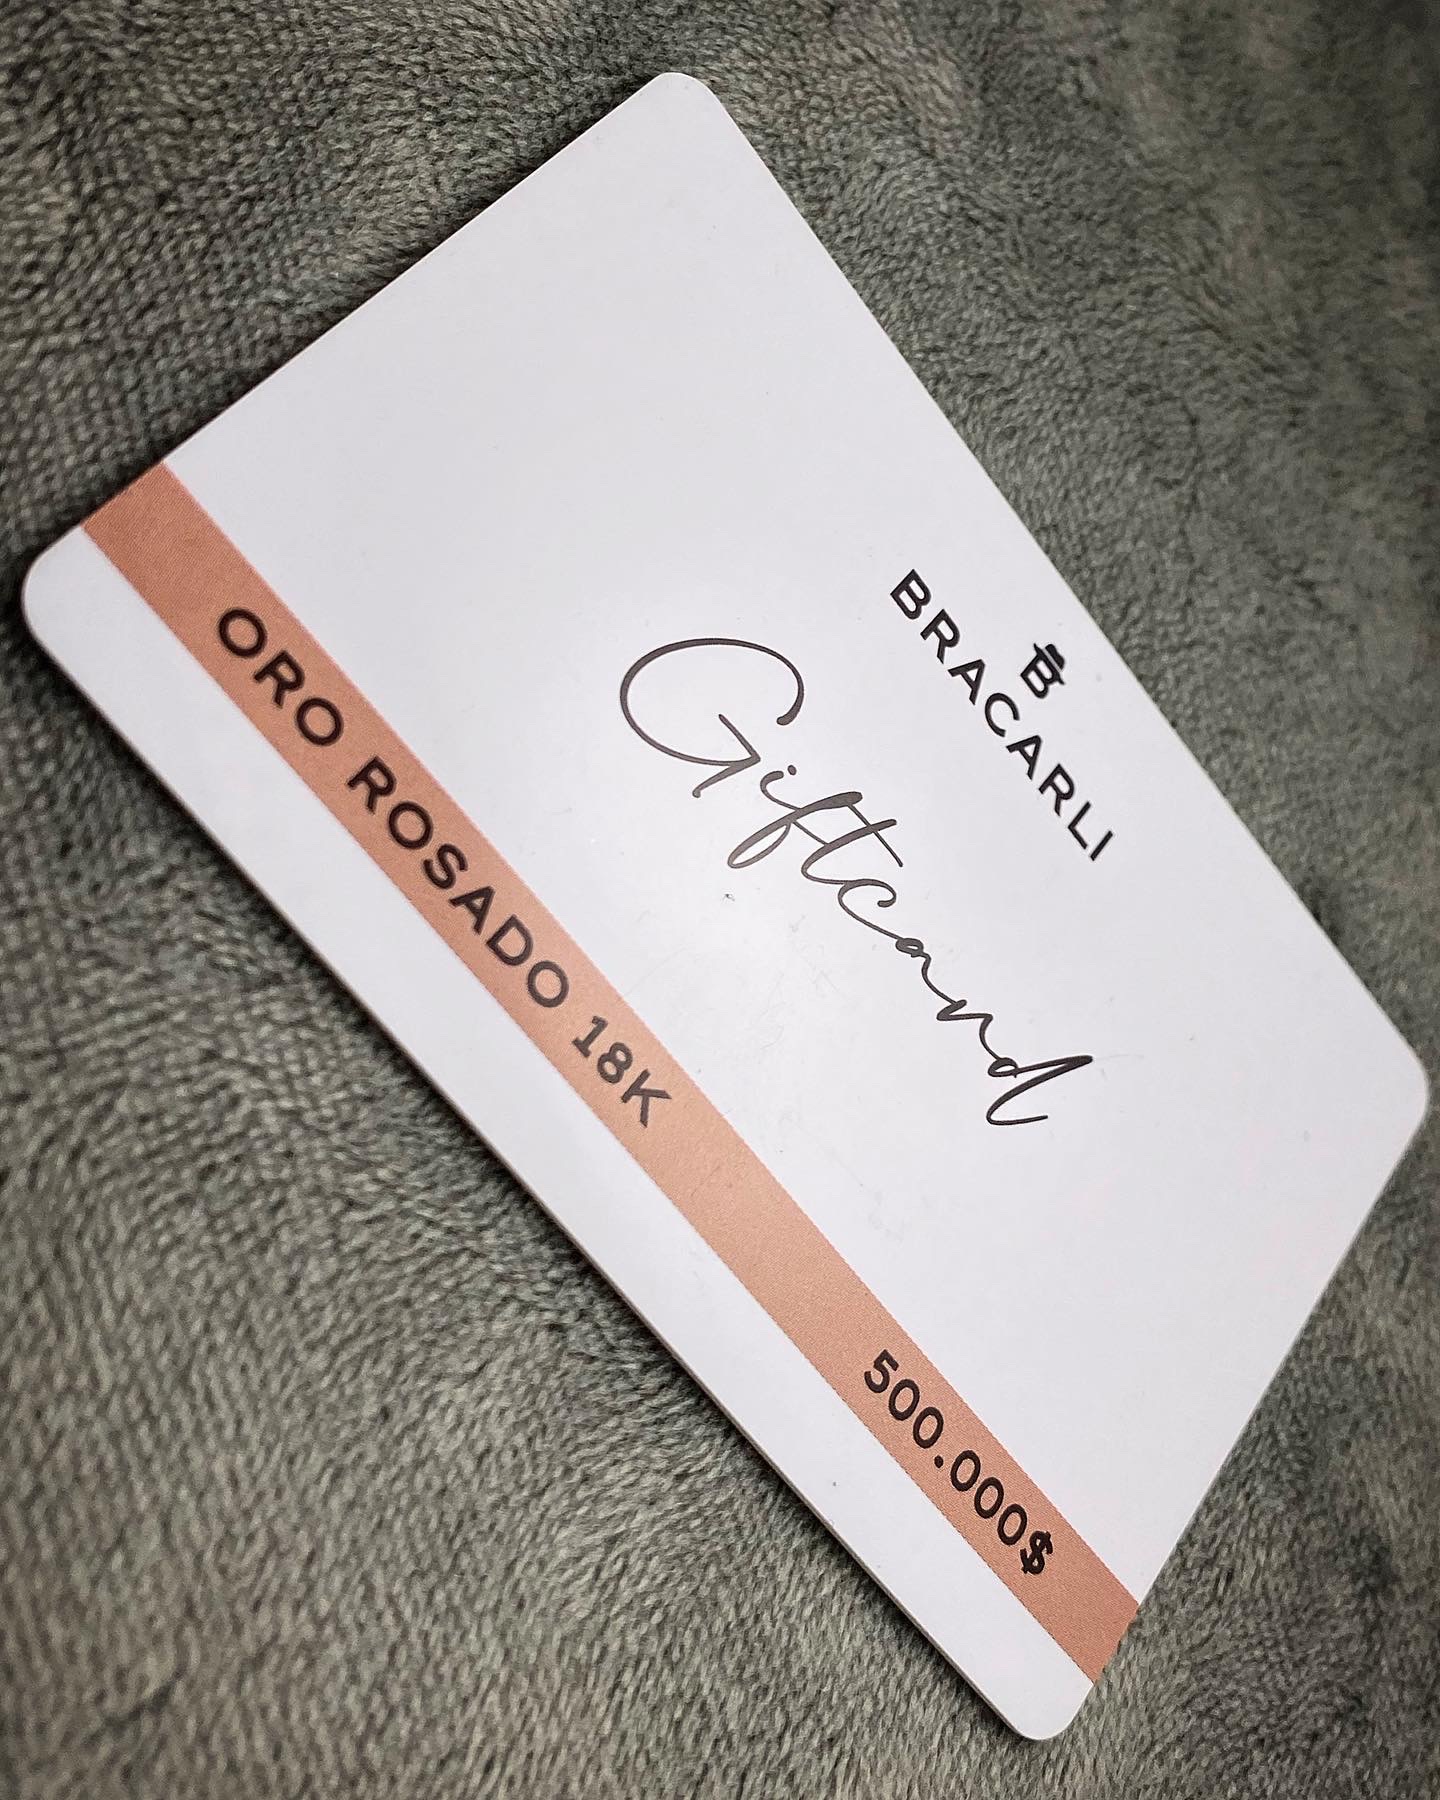 B
BRACARLI
Giftcard
ORO ROSADO 18K 500.000$